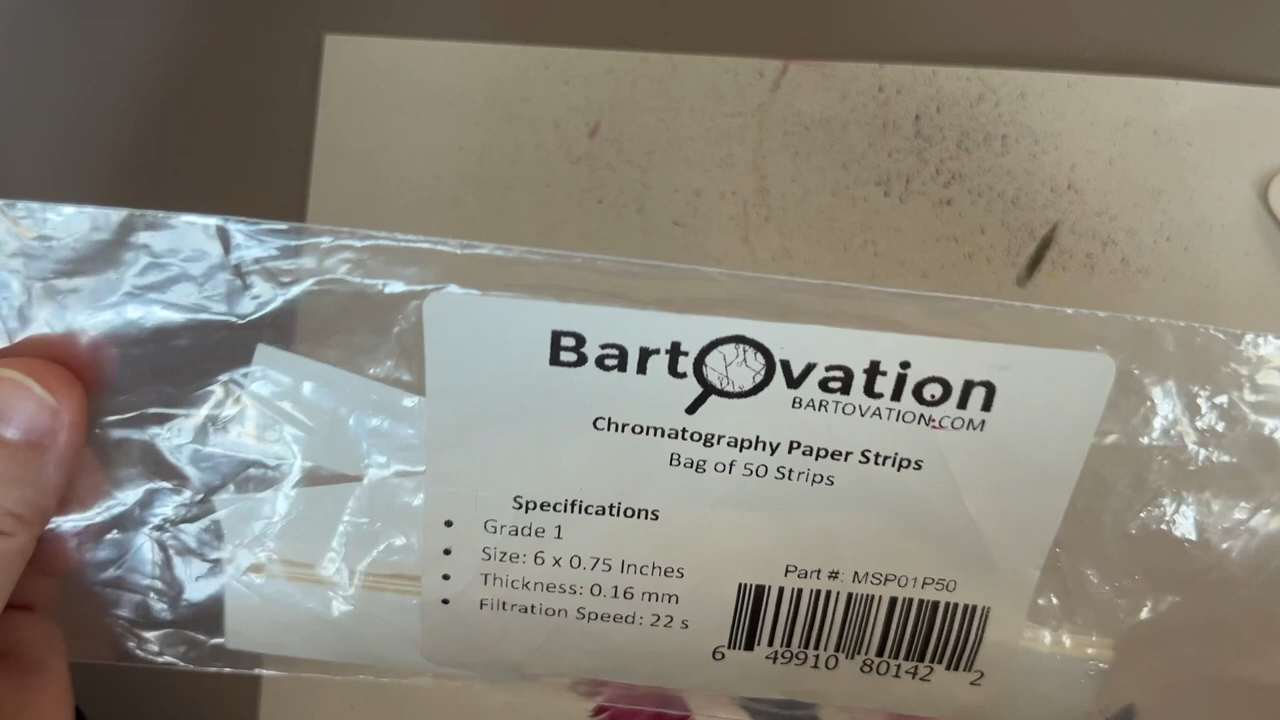 BartOvation
BARTOVATION.COM
Chromatography Paper Strips
Bag of 50 Strips
Specifications
• Grade 1
• Size: 6 x 0.75 Inches
• Thickness: 0.16 mm
• Filtration Speed: 22 s
Part #: MSP01P50
6 49910 80142 2